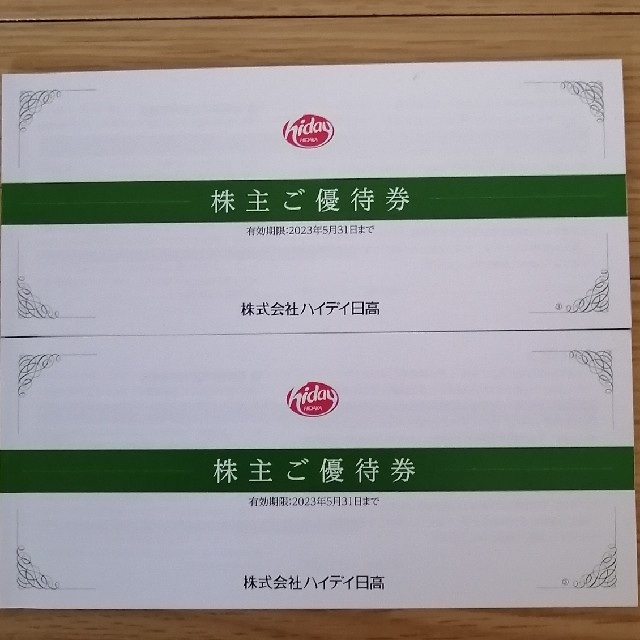 hiday
HIDAKA
株主ご優待券
有効期限:2023年5月31日まで
株式会社ハイデイ日高
hiday
HIDAKA
株主ご優待券
有効期限:2023年5月31日まで
株式会社ハイデイ日高